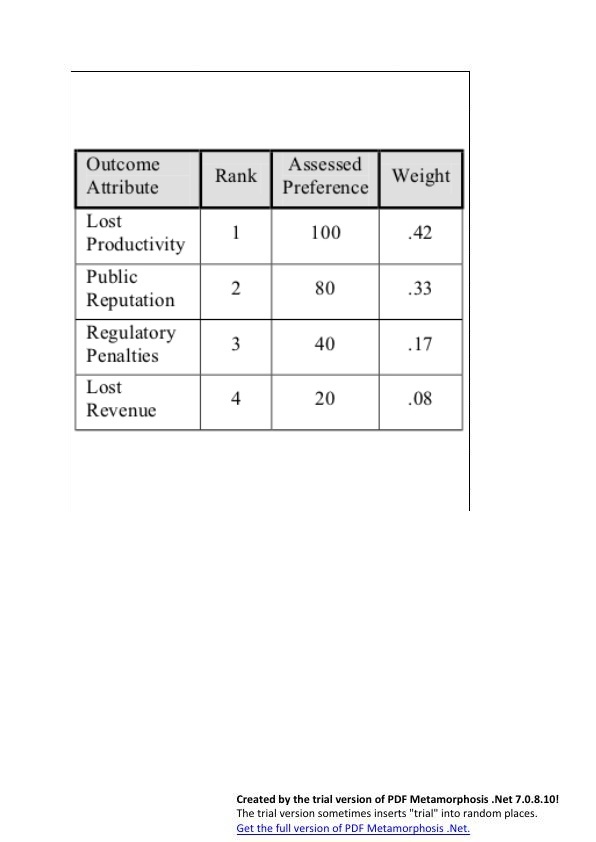 Outcome Attribute Rank Assessed Preference Weight
Lost Productivity 1 100 .42
Public Reputation 2 80 .33
Regulatory Penalties 3 40 .17
Lost Revenue 4 20 .08
Created by the trial version of PDF Metamorphosis .Net 7.0.8.10!
The trial version sometimes inserts "trial" into random places.
Get the full version of PDF Metamorphosis .Net.